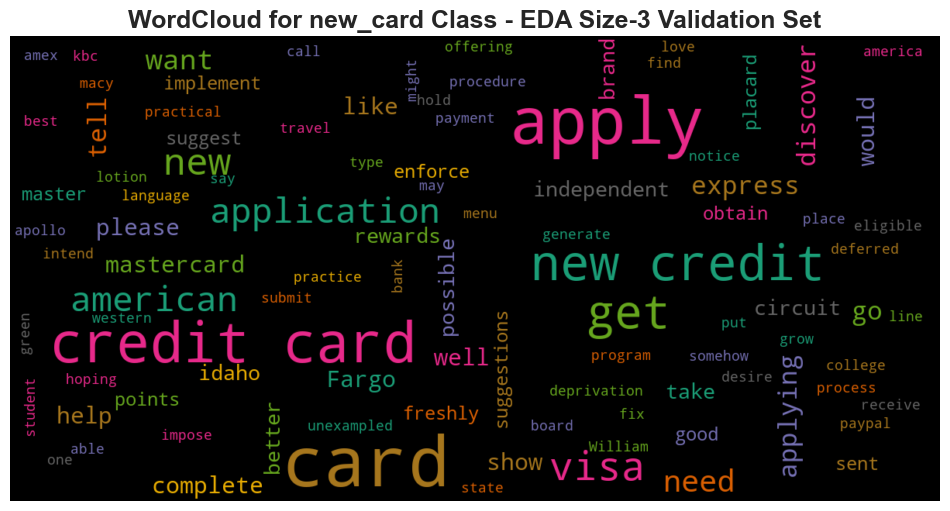 WordCloud for new_card Class - EDA Size-3 Validation Set
amex
kbc
want
call
offering
love
find
brand
placard
discover
america
would
macy
implement
might
procedure
hold
payment
like
tell
practical
best
suggest
travel
apply
new
type
enforce
notice
lotion
say
may
independent
express
language
master
application
menu
obtain
place
eligible
apollo
please
rewards
generate
deferred
intend
mastercard
practice
bank
possible
new credit
american
submit
western
get
circuit
go
line
green
put
grow
credit card
well
suggestions
program
somehow
college
hoping
idaho
Fargo
deprivation
take
desire
applying
process
student
points
help
freshly
fix
receive
better
unexampled
board
good
paypal
impose
able
one
William
card
show
visa
sent
complete
state
need